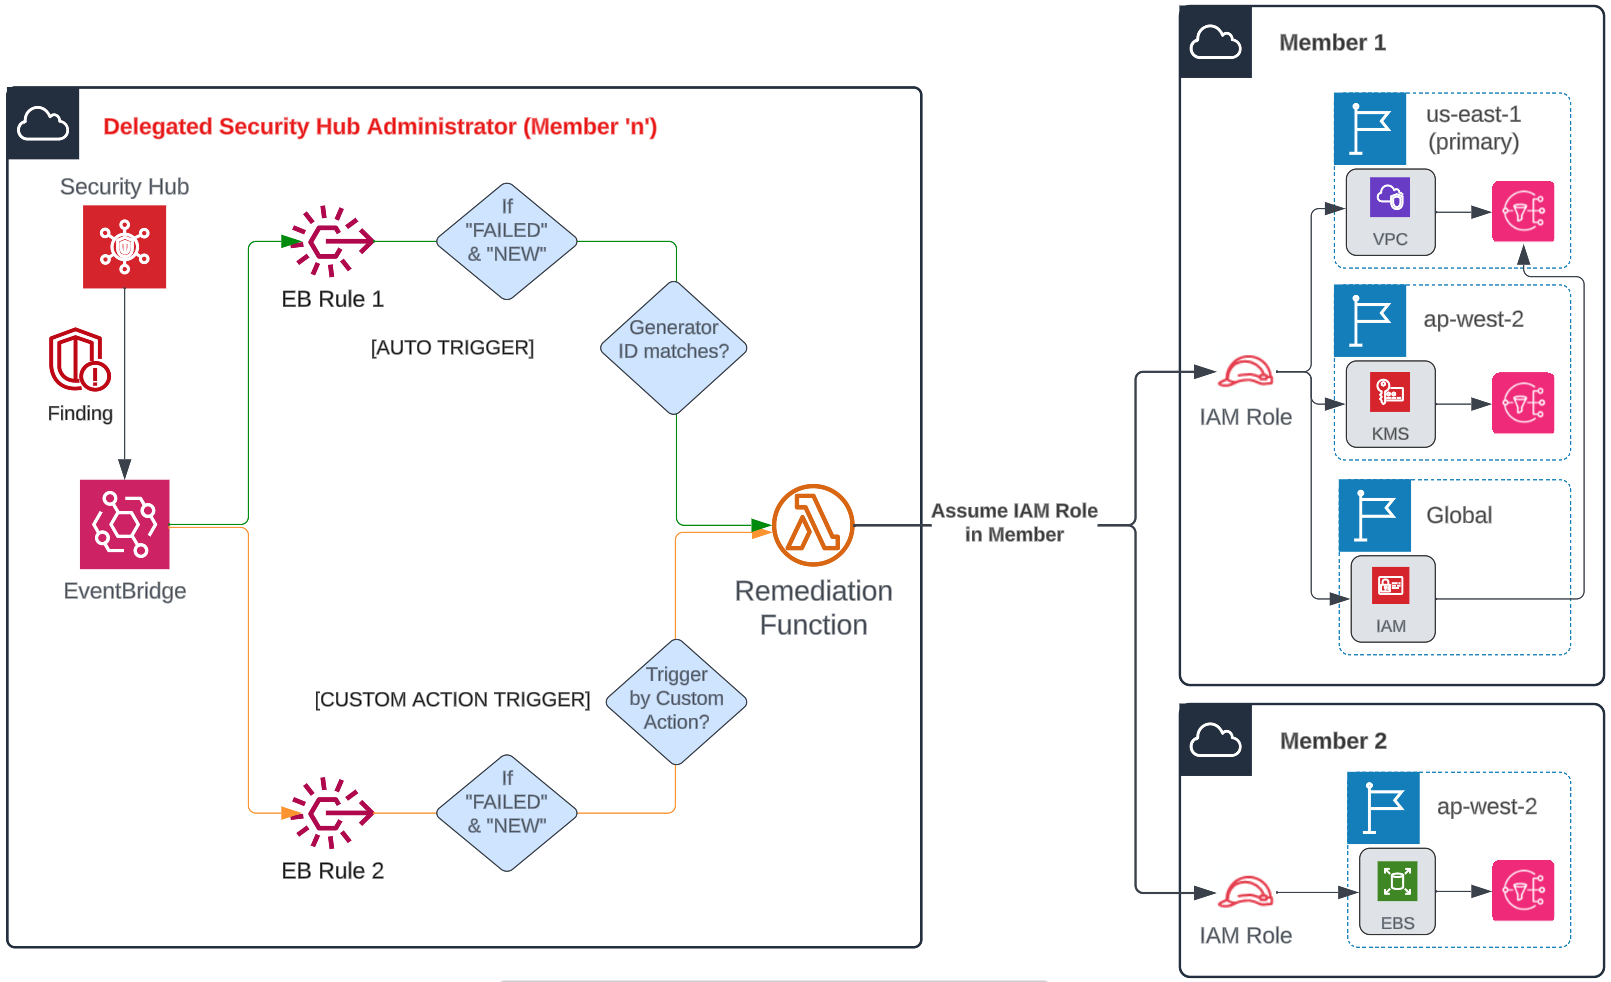 Delegated Security Hub Administrator (Member 'n')
Security Hub
Finding
EventBridge
EB Rule 1
If
"FAILED"
& "NEW"
[AUTO TRIGGER]
Generator
ID matches?
Remediation
Function
[CUSTOM ACTION TRIGGER]
Trigger
by Custom
Action?
EB Rule 2
If
"FAILED"
& "NEW"
Assume IAM Role
in Member
Member 1
IAM Role
us-east-1
(primary)
VPC
ap-west-2
KMS
Global
IAM
Member 2
IAM Role
ap-west-2
EBS